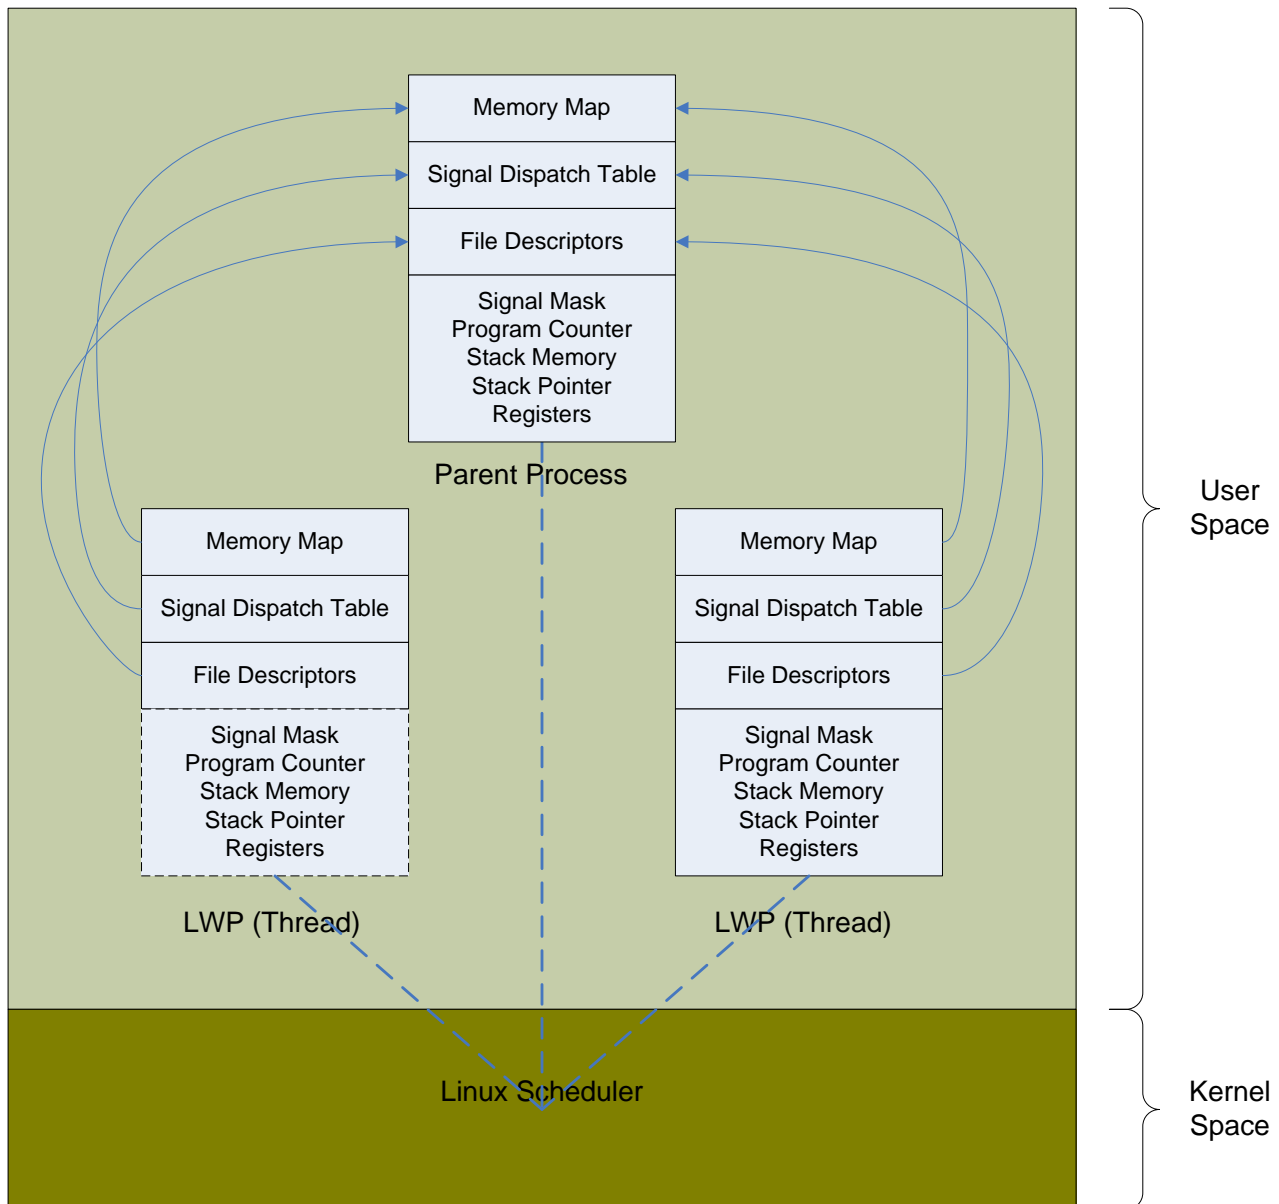 Memory Map
Signal Dispatch Table
File Descriptors
Signal Mask
Program Counter
Stack Memory
Stack Pointer
Registers
Parent Process
Memory Map
Signal Dispatch Table
File Descriptors
Signal Mask
Program Counter
Stack Memory
Stack Pointer
Registers
LWP (Thread)
Memory Map
Signal Dispatch Table
File Descriptors
Signal Mask
Program Counter
Stack Memory
Stack Pointer
Registers
LWP (Thread)
User
Space
Linux Scheduler
Kernel
Space